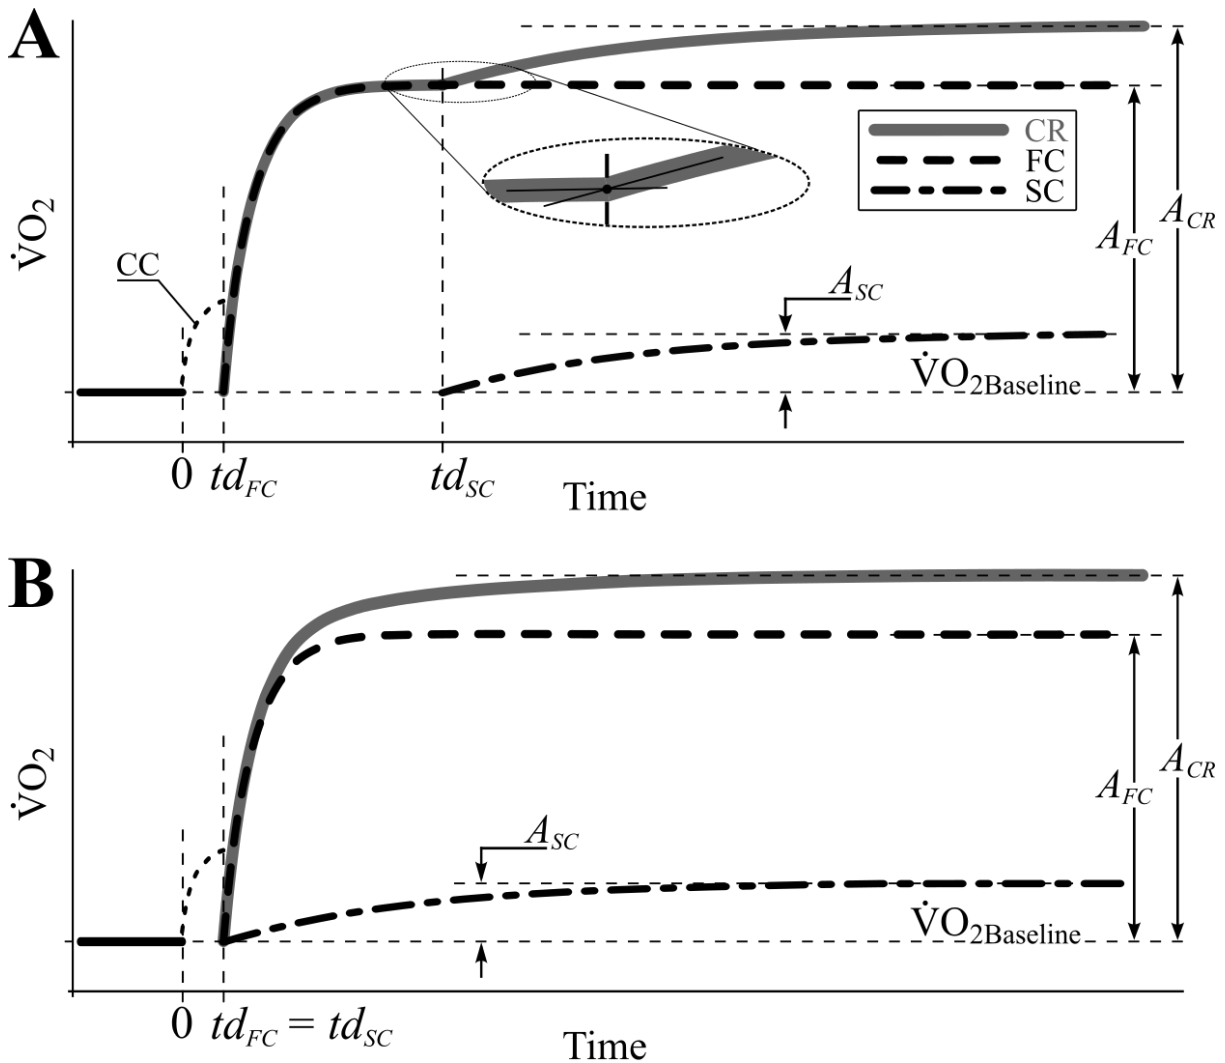 A
CR
FC
SC
V̇O₂
CC
A_SC
A_FC
A_CR
V̇O₂Baseline
0 td_FC td_SC
Time
B
V̇O₂
A_SC
A_FC
A_CR
V̇O₂Baseline
0 td_FC = td_SC
Time